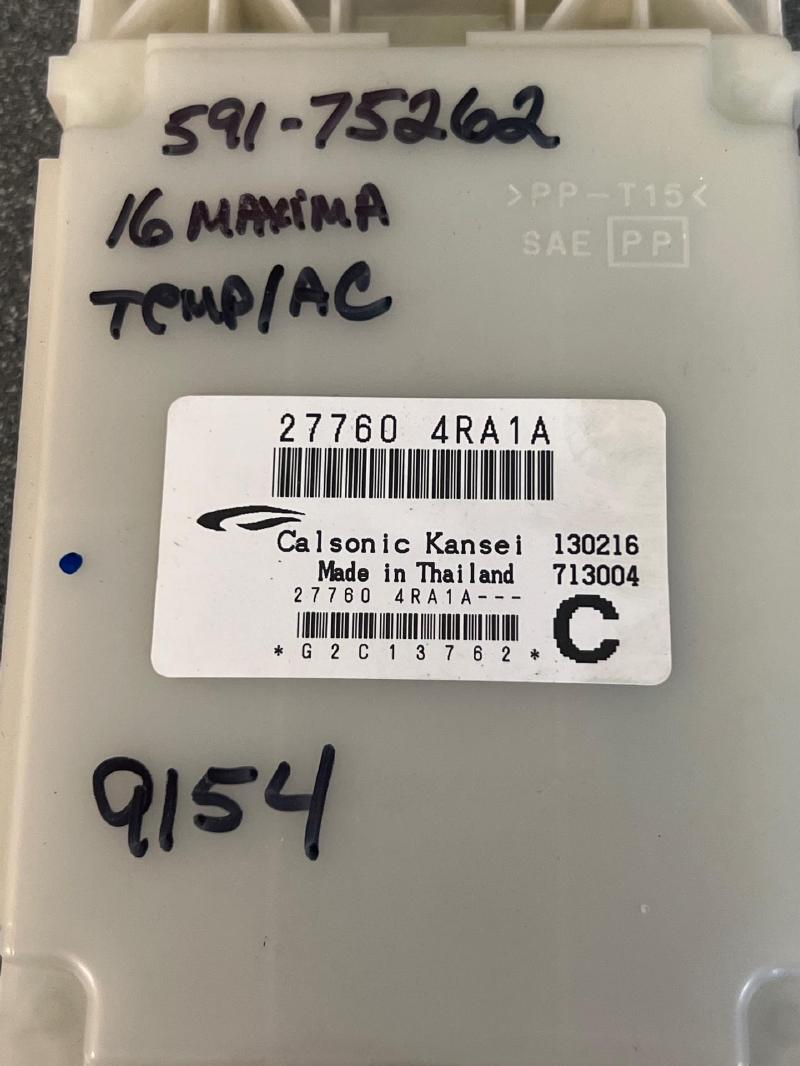 591-75262
16 MAXIMA
TEMP/AC
>PP-T15<
SAE PP
27760 4RA1A
Calsonic Kansei 130216
Made in Thailand 713004
27760 4RA1A---
*G2C13762*
C
9154